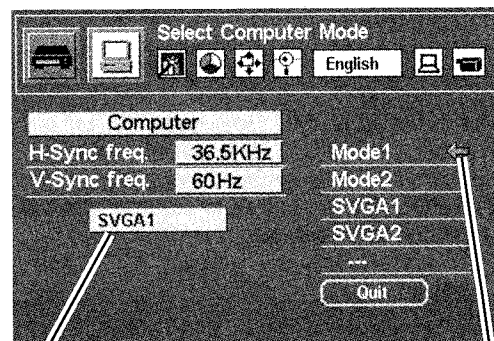 Select Computer Mode
English
Computer
H-Sync freq. 36.5KHz
V-Sync freq. 60Hz
SVGA1
Mode1
Mode2
SVGA1
SVGA2
---
Quit